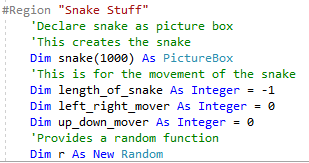 #Region "Snake Stuff"
'Declare snake as picture box
'This creates the snake
Dim snake(1000) As PictureBox
'This is for the movement of the snake
Dim length_of_snake As Integer = -1
Dim left_right_mover As Integer = 0
Dim up_down_mover As Integer = 0
'Provides a random function
Dim r As New Random